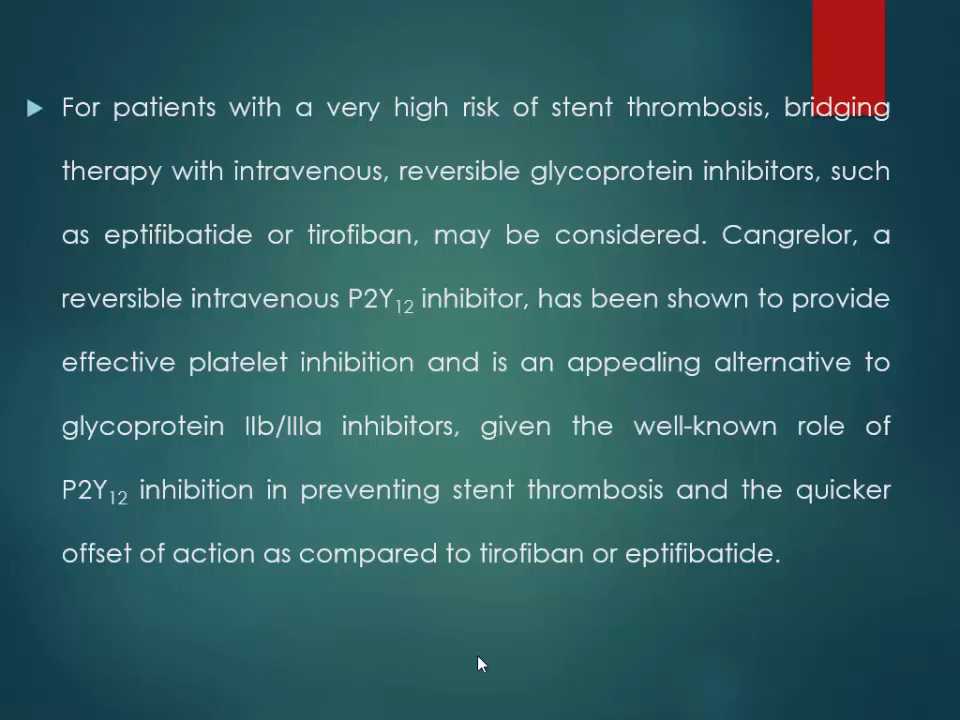 For patients with a very high risk of stent thrombosis, bridging
therapy with intravenous, reversible glycoprotein inhibitors, such
as eptifibatide or tirofiban, may be considered. Cangrelor, a
reversible intravenous P2Y12 inhibitor, has been shown to provide
effective platelet inhibition and is an appealing alternative to
glycoprotein IIb/IIIa inhibitors, given the well-known role of
P2Y12 inhibition in preventing stent thrombosis and the quicker
offset of action as compared to tirofiban or eptifibatide.